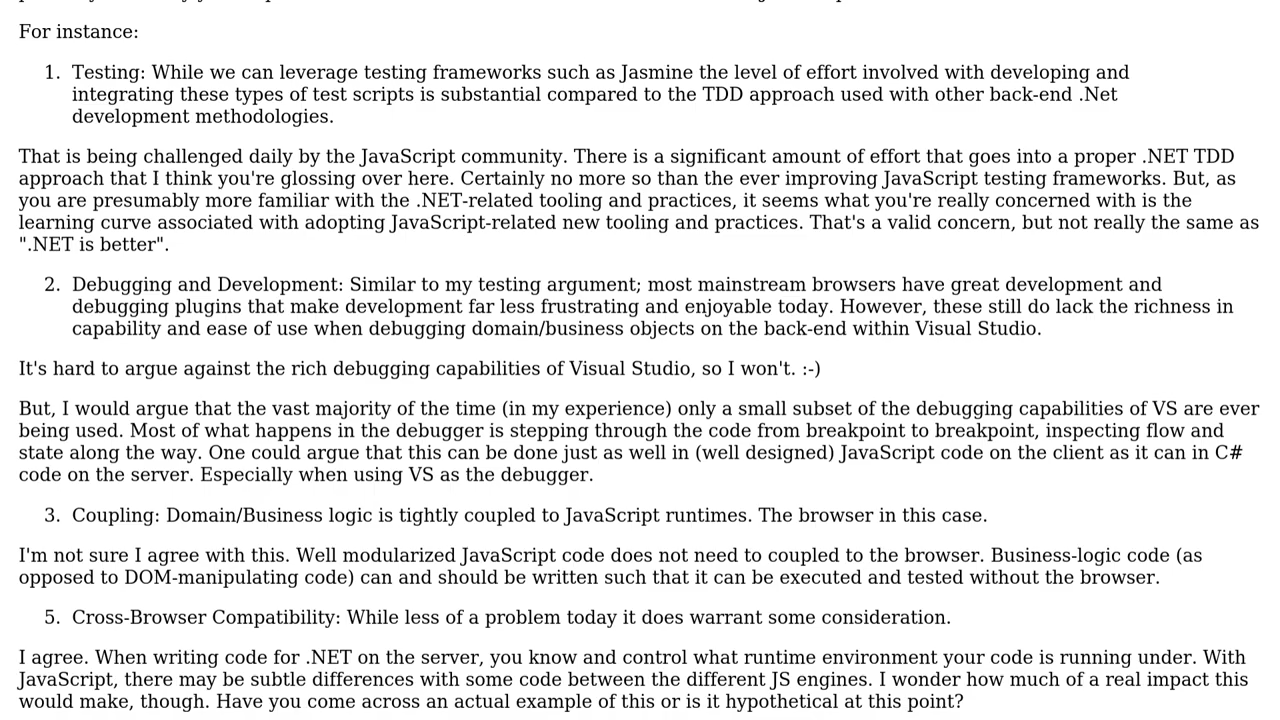 For instance:
1. Testing: While we can leverage testing frameworks such as Jasmine the level of effort involved with developing and
integrating these types of test scripts is substantial compared to the TDD approach used with other back-end .Net
development methodologies.
That is being challenged daily by the JavaScript community. There is a significant amount of effort that goes into a proper .NET TDD
approach that I think you're glossing over here. Certainly no more so than the ever improving JavaScript testing frameworks. But, as
you are presumably more familiar with the .NET-related tooling and practices, it seems what you're really concerned with is the
learning curve associated with adopting JavaScript-related new tooling and practices. That's a valid concern, but not really the same as
".NET is better".
2. Debugging and Development: Similar to my testing argument; most mainstream browsers have great development and
debugging plugins that make development far less frustrating and enjoyable today. However, these still do lack the richness in
capability and ease of use when debugging domain/business objects on the back-end within Visual Studio.
It's hard to argue against the rich debugging capabilities of Visual Studio, so I won't. :-)
But, I would argue that the vast majority of the time (in my experience) only a small subset of the debugging capabilities of VS are ever
being used. Most of what happens in the debugger is stepping through the code from breakpoint to breakpoint, inspecting flow and
state along the way. One could argue that this can be done just as well in (well designed) JavaScript code on the client as it can in C#
code on the server. Especially when using VS as the debugger.
3. Coupling: Domain/Business logic is tightly coupled to JavaScript runtimes. The browser in this case.
I'm not sure I agree with this. Well modularized JavaScript code does not need to coupled to the browser. Business-logic code (as
opposed to DOM-manipulating code) can and should be written such that it can be executed and tested without the browser.
5. Cross-Browser Compatibility: While less of a problem today it does warrant some consideration.
I agree. When writing code for .NET on the server, you know and control what runtime environment your code is running under. With
JavaScript, there may be subtle differences with some code between the different JS engines. I wonder how much of a real impact this
would make, though. Have you come across an actual example of this or is it hypothetical at this point?